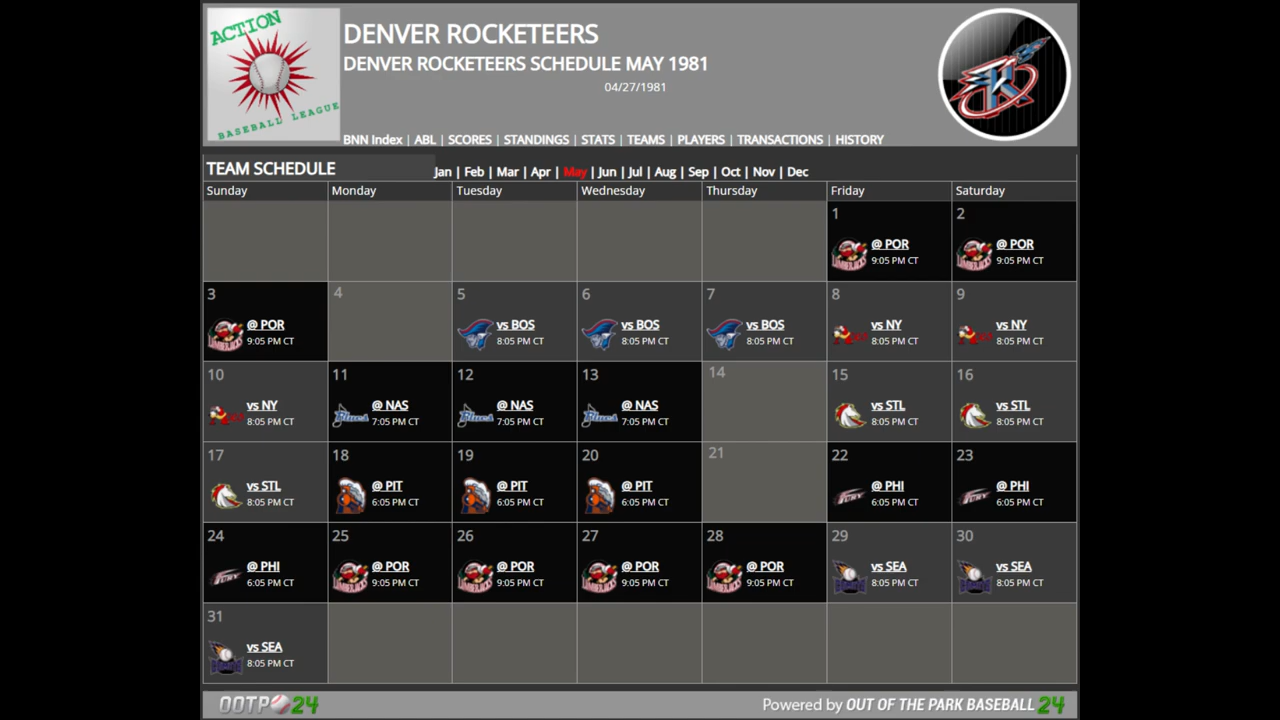 ACTION
BASEBALL LEAGUE
DENVER ROCKETEERS
DENVER ROCKETEERS SCHEDULE MAY 1981
04/27/1981
BNN Index | ABL | SCORES | STANDINGS | STATS | TEAMS | PLAYERS | TRANSACTIONS | HISTORY
TEAM SCHEDULE
Jan | Feb | Mar | Apr | May | Jun | Jul | Aug | Sep | Oct | Nov | Dec
Sunday Monday Tuesday Wednesday Thursday Friday Saturday
1 2
@ POR @ POR
9:05 PM CT 9:05 PM CT
3 4 5 6 7 8 9
@ POR vs BOS vs BOS vs BOS vs NY vs NY
9:05 PM CT 8:05 PM CT 8:05 PM CT 8:05 PM CT 8:05 PM CT 8:05 PM CT
10 11 12 13 14 15 16
vs NY @ NAS @ NAS @ NAS vs STL vs STL
8:05 PM CT 7:05 PM CT 7:05 PM CT 7:05 PM CT 8:05 PM CT 8:05 PM CT
17 18 19 20 21 22 23
vs STL @ PIT @ PIT @ PIT @ PHI @ PHI
8:05 PM CT 6:05 PM CT 6:05 PM CT 6:05 PM CT 6:05 PM CT 6:05 PM CT
24 25 26 27 28 29 30
@ PHI @ POR @ POR @ POR @ POR vs SEA vs SEA
6:05 PM CT 9:05 PM CT 9:05 PM CT 9:05 PM CT 9:05 PM CT 8:05 PM CT 8:05 PM CT
31
vs SEA
8:05 PM CT
OOTP 24 Powered by OUT OF THE PARK BASEBALL 24